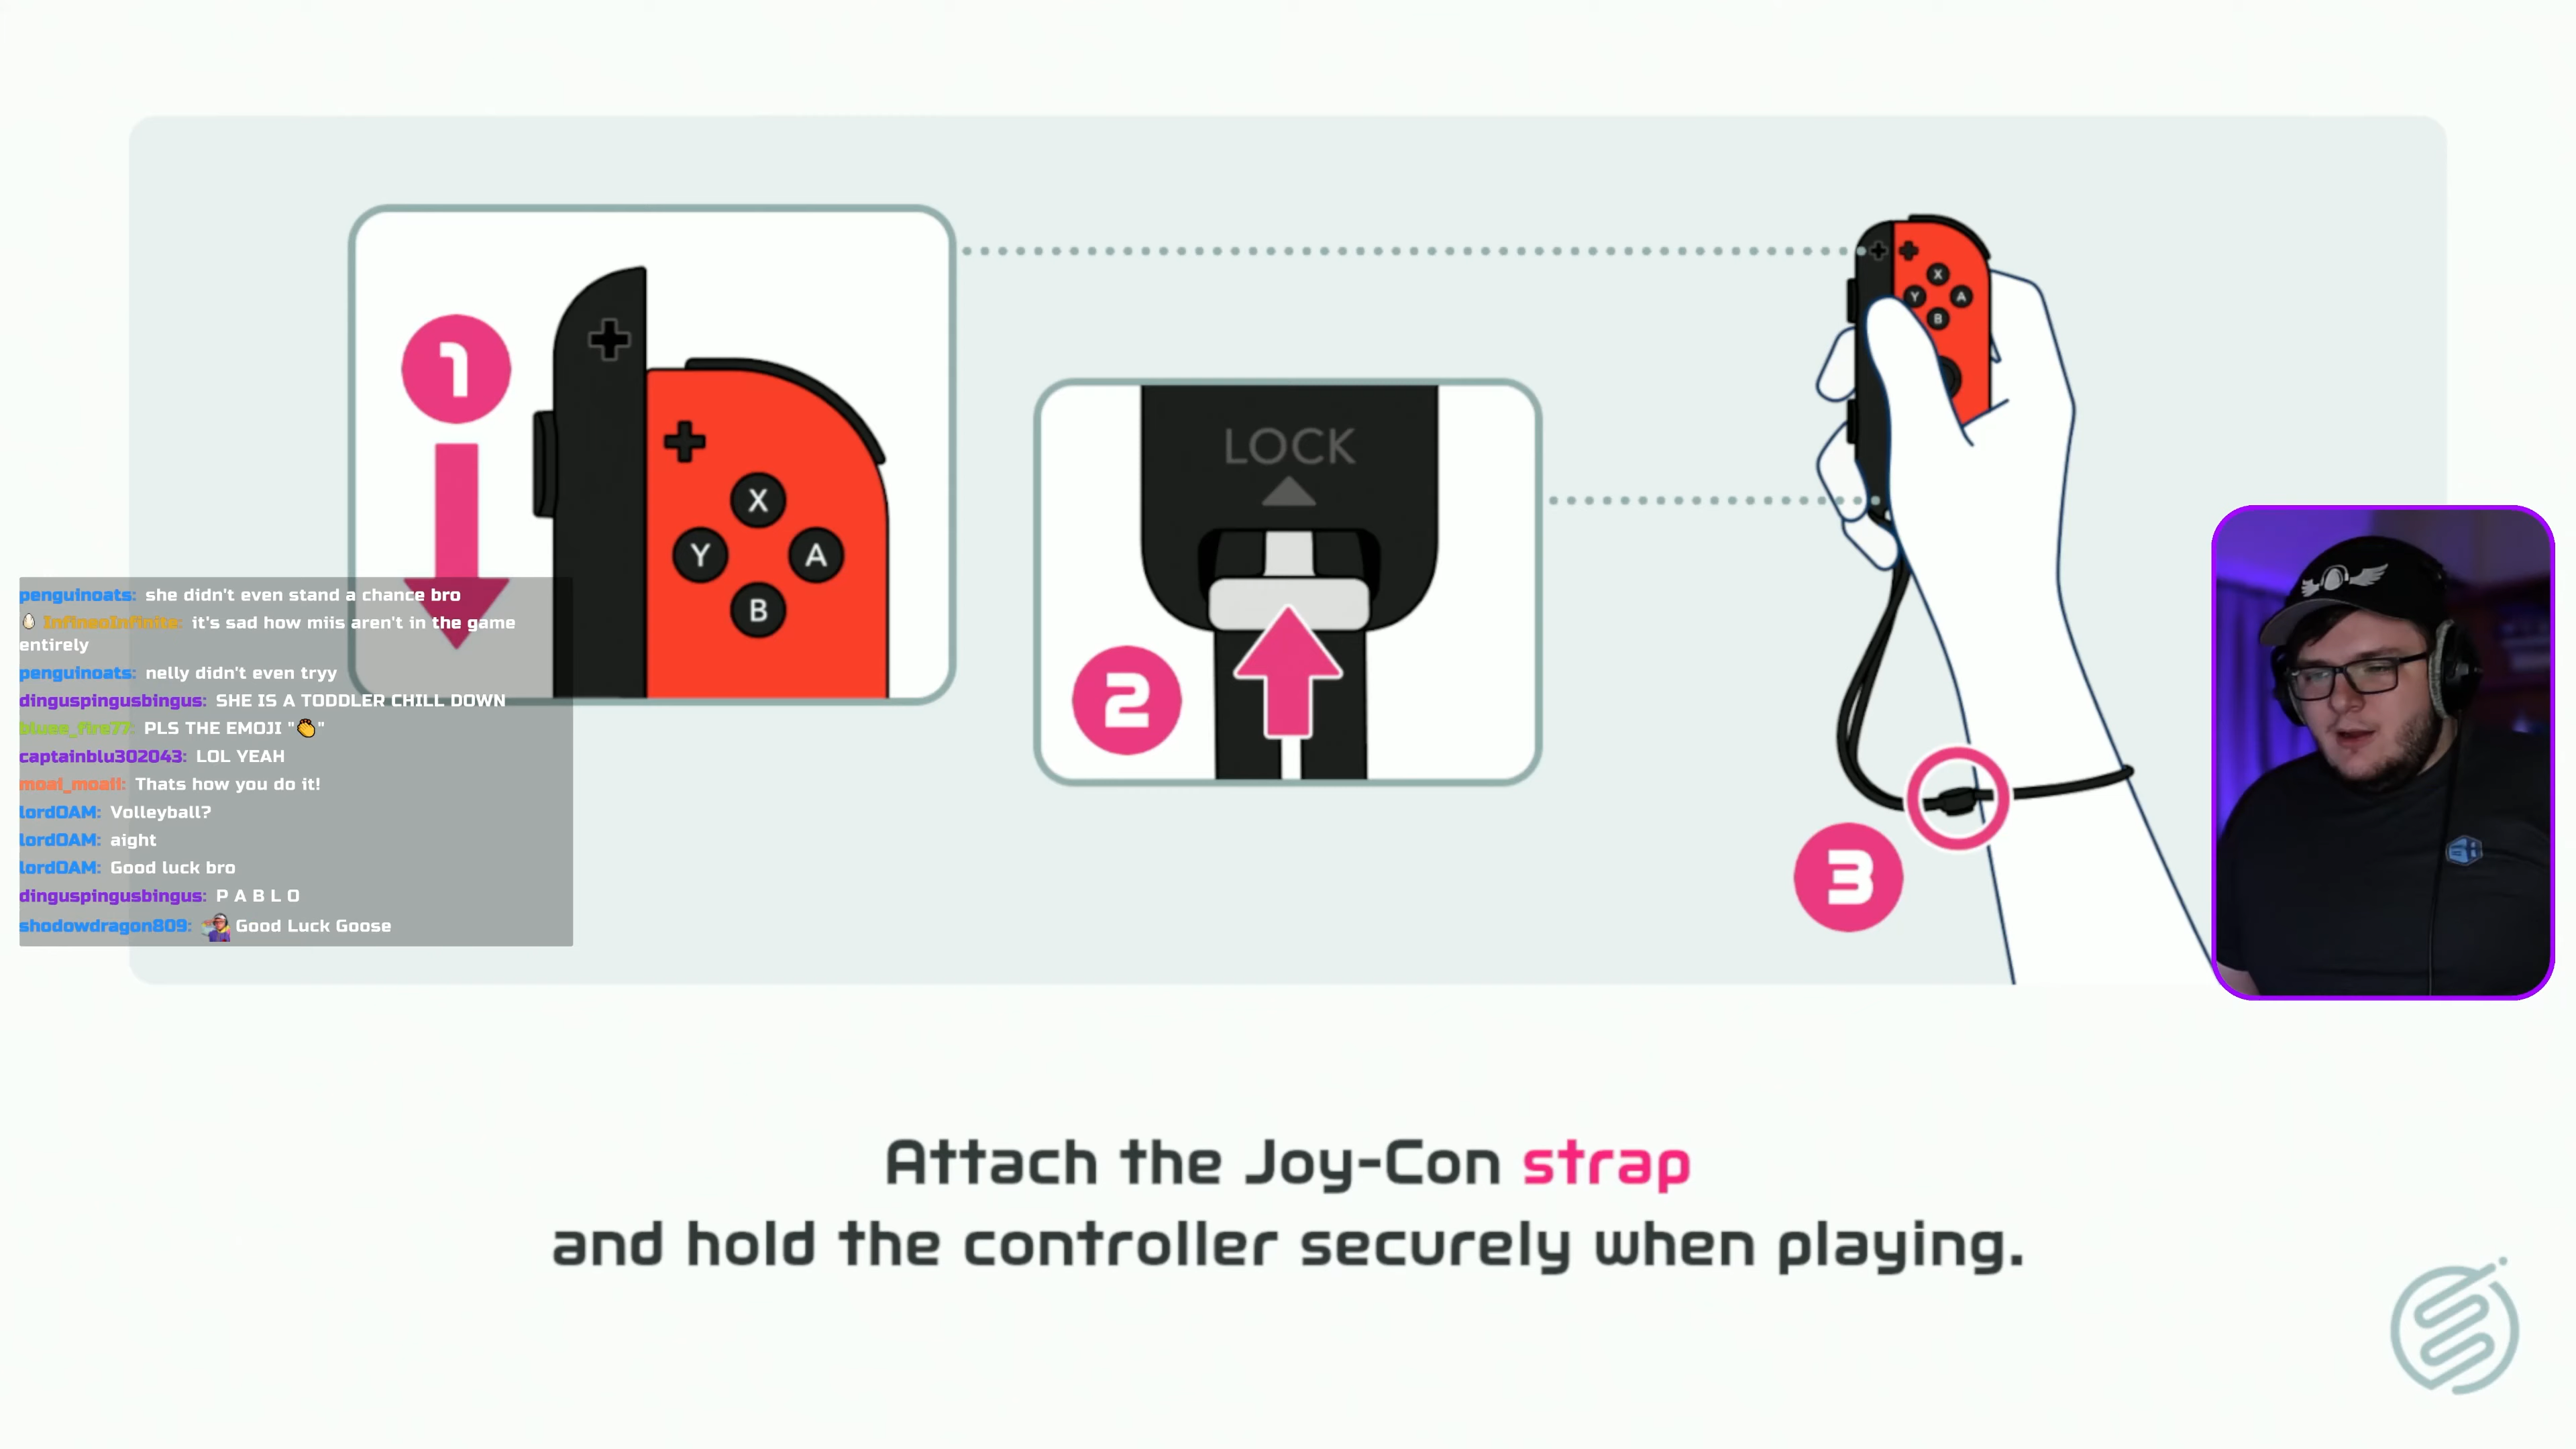 1
+
+
X
Y
A
B
LOCK
2
+
+
X
Y
A
B
3
penguinoats: she didn't even stand a chance bro
InfineoInfinite: it's sad how miis aren't in the game
entirely
penguinoats: nelly didn't even tryy
dinguspingusbingus: SHE IS A TODDLER CHILL DOWN
bluee_fire77: PLS THE EMOJI "👏"
captainblu302043: LOL YEAH
moai_moaii: Thats how you do it!
lordOAM: Volleyball?
lordOAM: aight
lordOAM: Good luck bro
dinguspingusbingus: P A B L O
shodowdragon809: Good Luck Goose
Attach the Joy-Con strap
and hold the controller securely when playing.